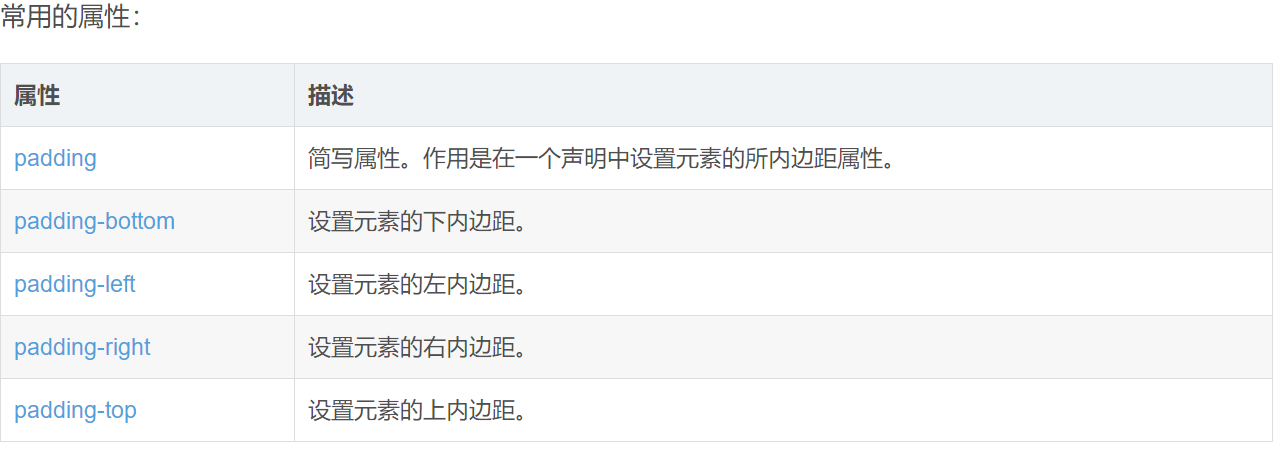 常用的属性：
属性 描述
padding 简写属性。作用是在一个声明中设置元素的所内边距属性。
padding-bottom 设置元素的下内边距。
padding-left 设置元素的左内边距。
padding-right 设置元素的右内边距。
padding-top 设置元素的上内边距。